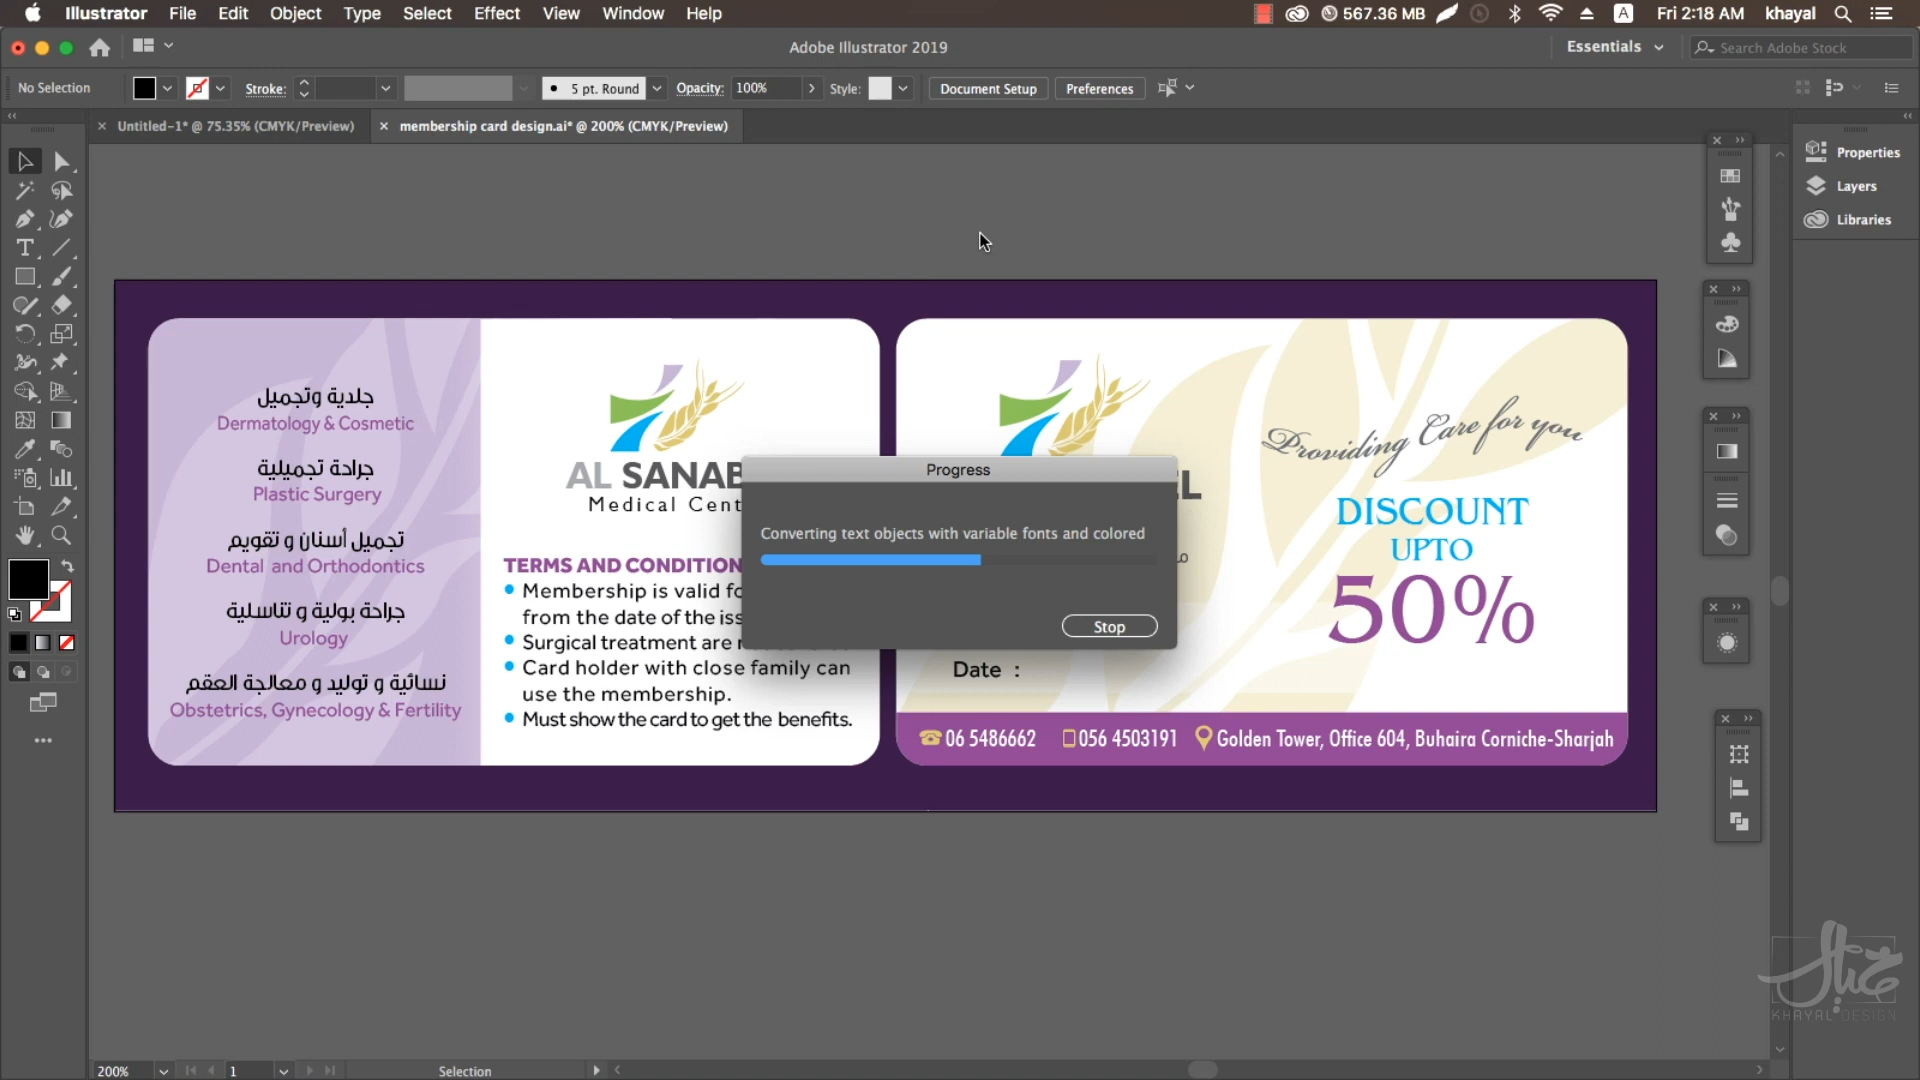 Illustrator File Edit Object Type Select Effect View Window Help 567.36 MB A Fri 2:18 AM khayal
Adobe Illustrator 2019
Essentials
Search Adobe Stock
No Selection Stroke: 5 pt. Round Opacity: 100% Style: Document Setup Preferences
Untitled-1* @ 75.35% (CMYK/Preview)
membership card design.ai* @ 200% (CMYK/Preview)
Properties
Layers
Libraries
جلدية وتجميل
Dermatology & Cosmetic
جراحة تجميلية
Plastic Surgery
تجميل أسنان و تقويم
Dental and Orthodontics
جراحة بولية و تناسلية
Urology
نسائية و توليد و معالجة العقم
Obstetrics, Gynecology & Fertility
AL SANAB
Medical Cent
TERMS AND CONDITION
Membership is valid fo
from the date of the iss
Surgical treatment are
Card holder with close family can
use the membership.
Must show the card to get the benefits.
Progress
Converting text objects with variable fonts and colored
Stop
EL
Providing Care for you
DISCOUNT
UPTO
50%
Date :
06 5486662 056 4503191 Golden Tower, Office 604, Buhaira Corniche-Sharjah
خيال
KHAYAL DESIGN
200% 1 Selection